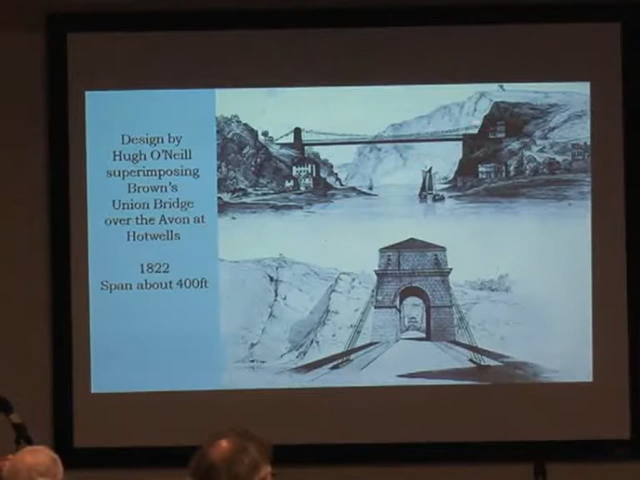 Design by
Hugh O'Neill
superimposing
Brown's
Union Bridge
over the Avon at
Hotwells
1822
Span about 400ft